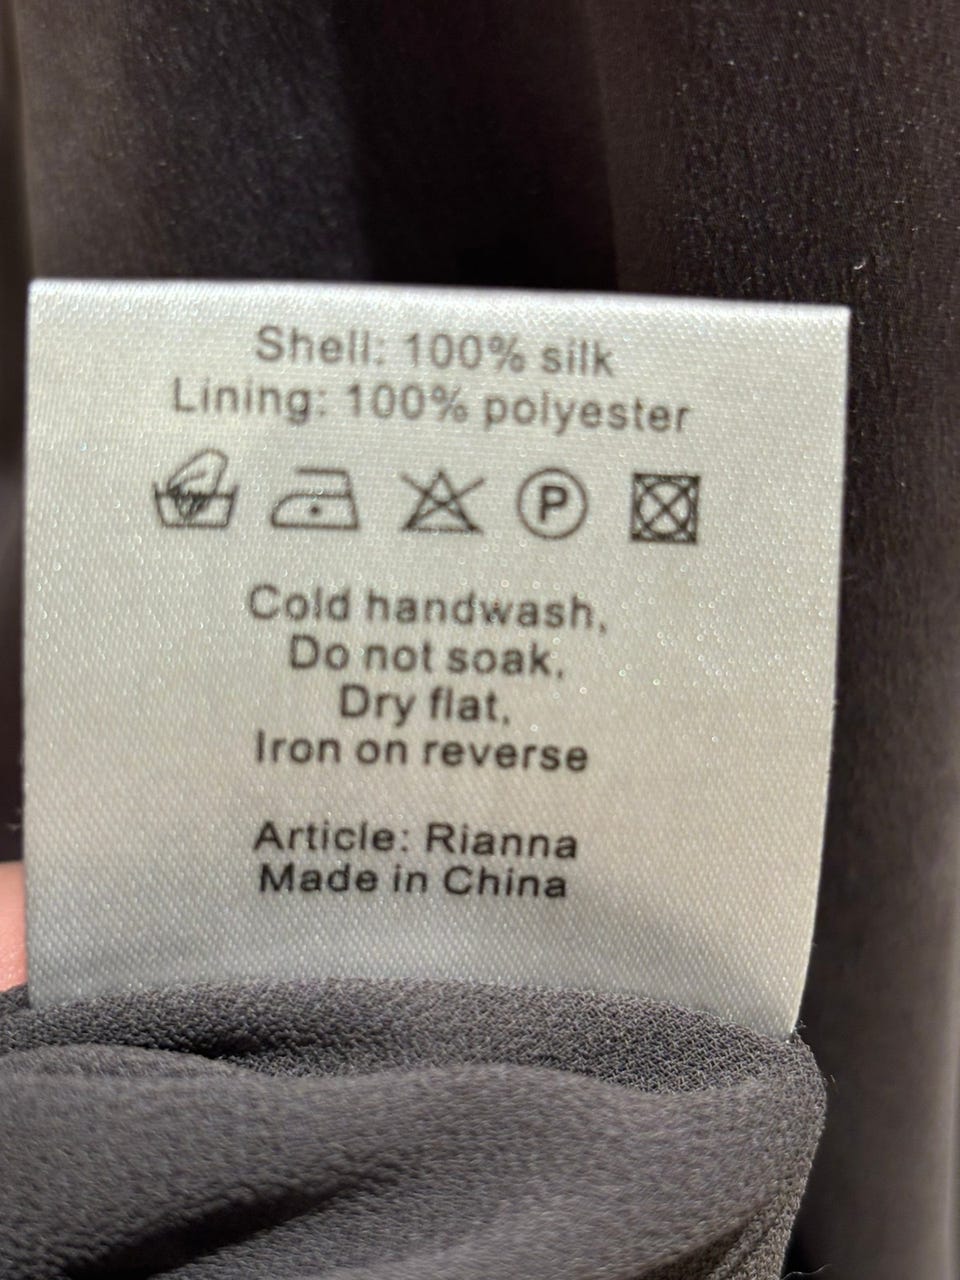 Shell: 100% silk
Lining: 100% polyester
P
Cold handwash,
Do not soak,
Dry flat,
Iron on reverse
Article: Rianna
Made in China